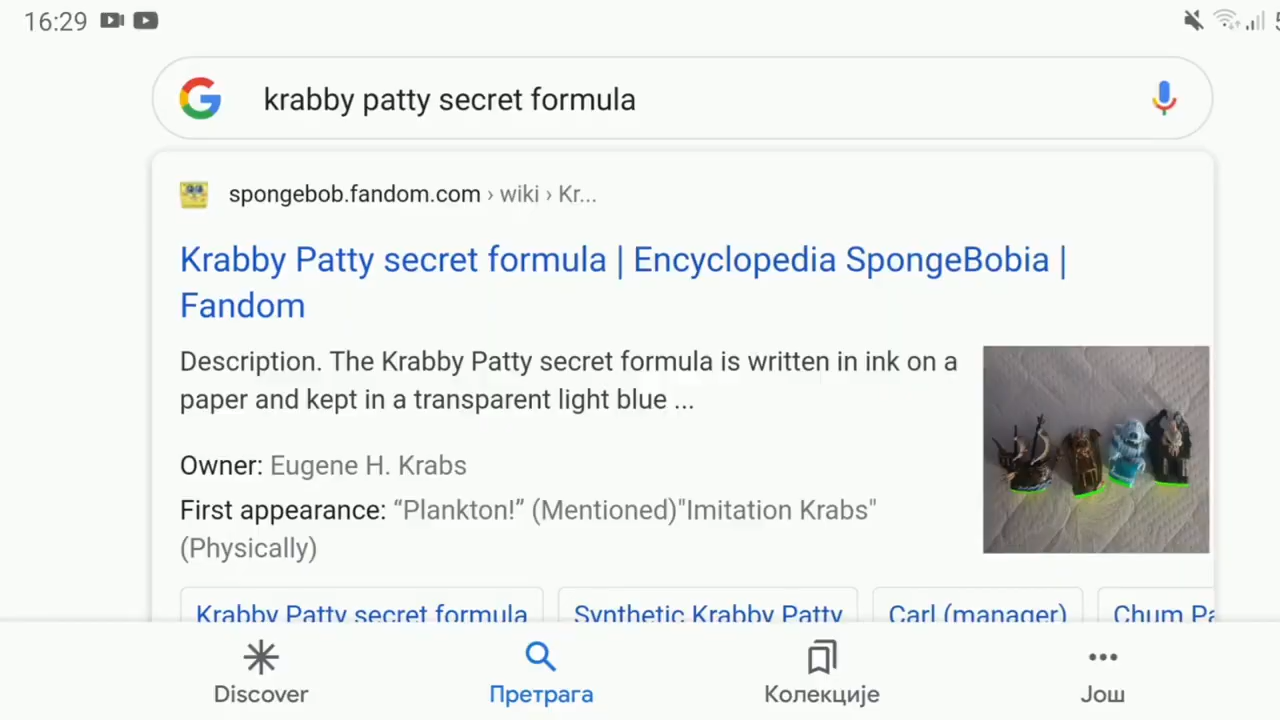 16:29
krabby patty secret formula
spongebob.fandom.com › wiki › Kr...
Krabby Patty secret formula | Encyclopedia SpongeBobia |
Fandom
Description. The Krabby Patty secret formula is written in ink on a
paper and kept in a transparent light blue ...
Owner: Eugene H. Krabs
First appearance: “Plankton!” (Mentioned)"Imitation Krabs"
(Physically)
Krabby Patty secret formula Synthetic Krabby Patty Carl (manager) Chum Pa
Discover Претрага Колекције Још